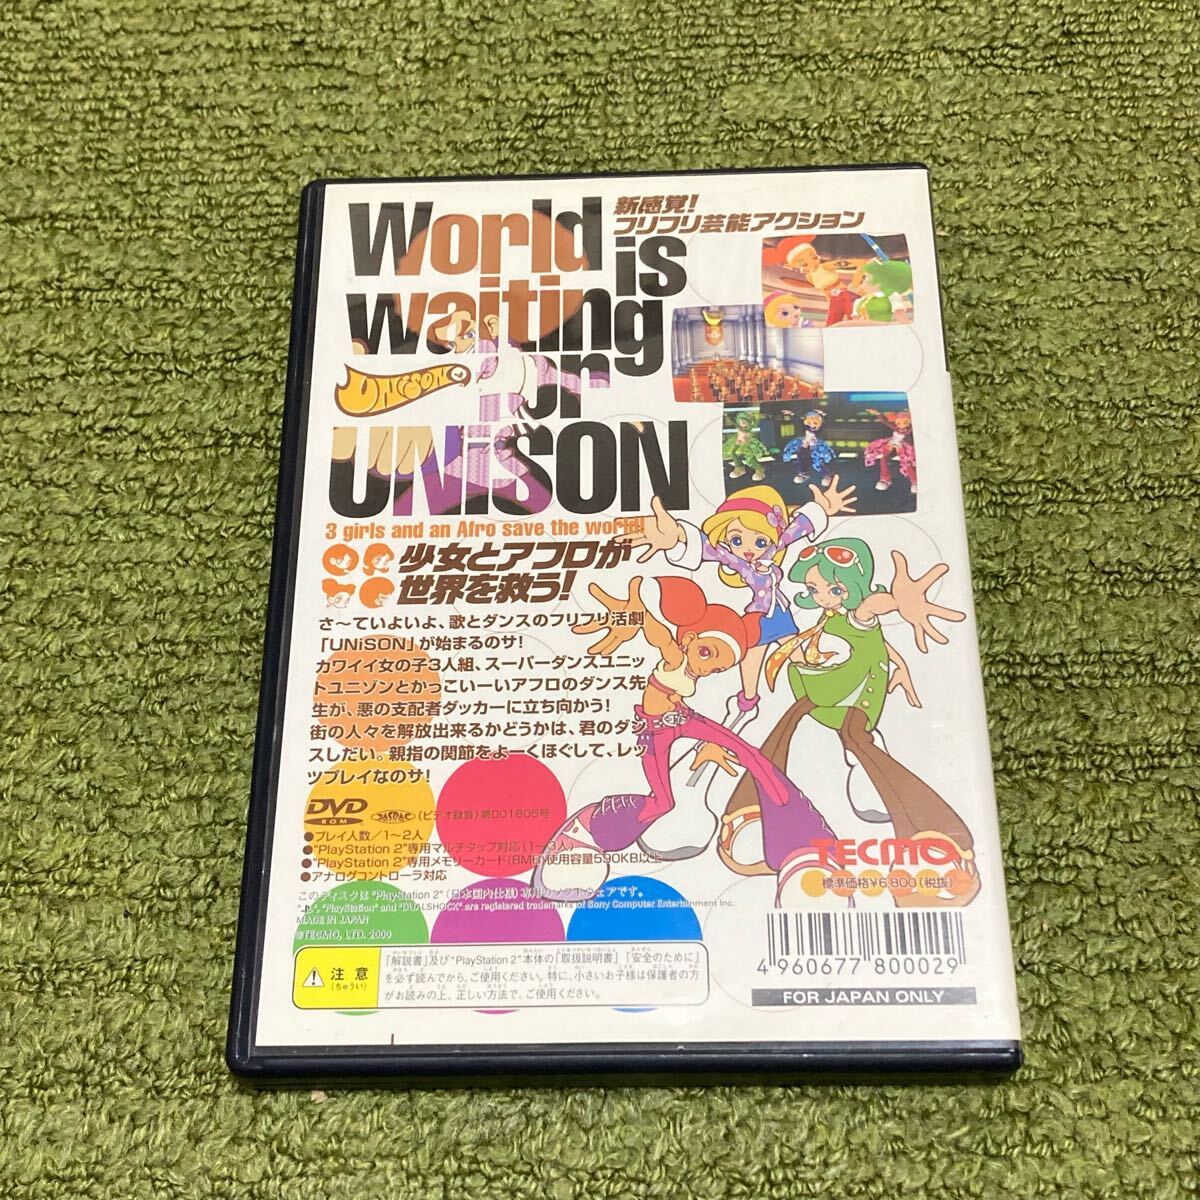 World is
waiting
for
UNiSON
新感覚!
フリフリ芸能アクション
UNiSON
3 girls and an Afro save the world!
少女とアフロが
世界を救う!
さ〜ていよいよ、歌とダンスのフリフリ活劇
「UNiSON」が始まるのサ!
カワイイ女の子3人組、スーパーダンスユニッ
トユニゾンとかっこいーいアフロのダンス先
生が、悪の支配者ダッカーに立ち向かう!
街の人々を解放出来るかどうかは、君のダン
スしだい。親指の関節をよーくほぐして、レッ
ツプレイなのサ!
DVD
ROM
JASRAC (ビデオ録音)第001805号
●プレイ人数/1〜2人
●"PlayStation 2"専用マルチタップ対応(1〜3人)
●"PlayStation 2"専用メモリーカード(8MB)使用容量590KB以上
●アナログコントローラ対応
このディスクは "PlayStation 2" (日本国内仕様) 専用のソフトウェアです。
"PlayStation" and "DUALSHOCK" are registered trademarks of Sony Computer Entertainment Inc.
MADE IN JAPAN
©TECMO, LTD. 2000
注意
(ちゅうい)
「解説書」及び"PlayStation 2"本体の「取扱説明書」「安全のために」
を必ず読んでから、ご使用ください。特に、小さいお子様は保護者の方
がお読みの上、正しい方法で、ご使用ください。
TECMO
標準価格¥6,800(税抜)
4 960677 800029
FOR JAPAN ONLY